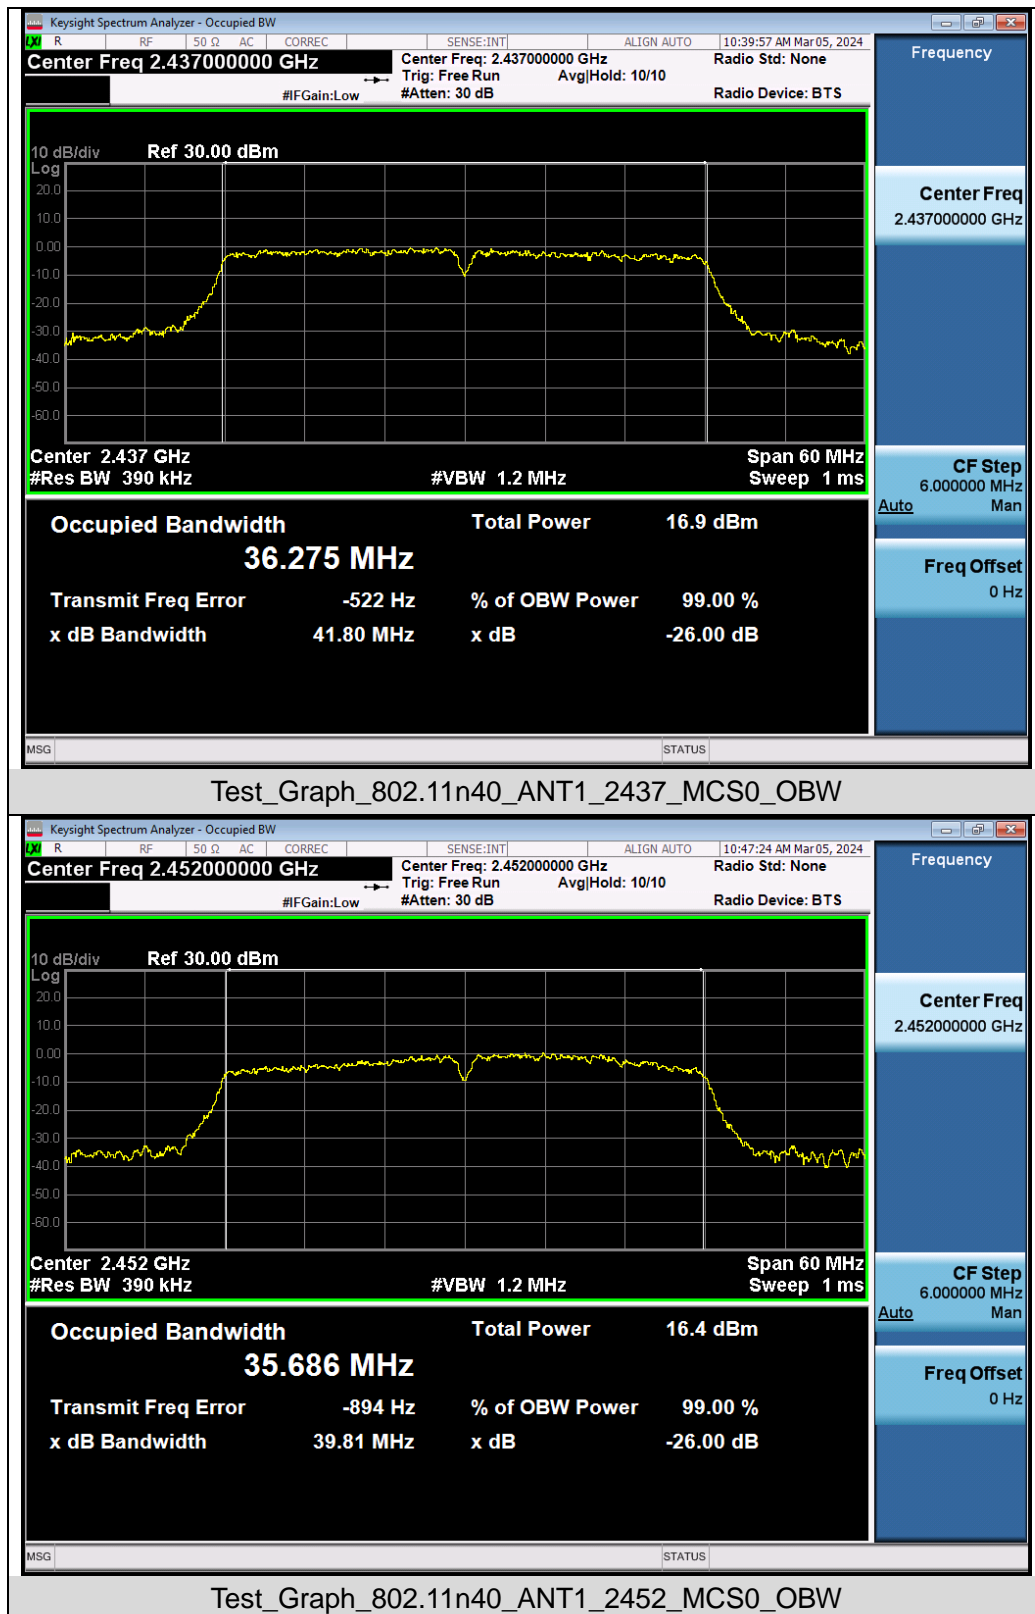 Keysight Spectrum Analyzer - Occupied BW
LXI R RF 50 Ω AC CORREC SENSE:INT ALIGN AUTO 10:39:57 AM Mar 05, 2024
Center Freq 2.437000000 GHz
Center Freq: 2.437000000 GHz
Radio Std: None
Trig: Free Run Avg|Hold: 10/10
#IFGain:Low
#Atten: 30 dB
Radio Device: BTS
Frequency
10 dB/div Ref 30.00 dBm
Log
20.0
10.0
0.00
-10.0
-20.0
-30.0
-40.0
-50.0
-60.0
Center Freq
2.437000000 GHz
Center 2.437 GHz Span 60 MHz
#Res BW 390 kHz #VBW 1.2 MHz Sweep 1 ms
CF Step
6.000000 MHz
Auto Man
Freq Offset
0 Hz
Occupied Bandwidth Total Power 16.9 dBm
36.275 MHz
Transmit Freq Error -522 Hz % of OBW Power 99.00 %
x dB Bandwidth 41.80 MHz x dB -26.00 dB
MSG STATUS
Test_Graph_802.11n40_ANT1_2437_MCS0_OBW
Keysight Spectrum Analyzer - Occupied BW
LXI R RF 50 Ω AC CORREC SENSE:INT ALIGN AUTO 10:47:24 AM Mar 05, 2024
Center Freq 2.452000000 GHz
Center Freq: 2.452000000 GHz
Radio Std: None
Trig: Free Run Avg|Hold: 10/10
#IFGain:Low
#Atten: 30 dB
Radio Device: BTS
Frequency
10 dB/div Ref 30.00 dBm
Log
20.0
10.0
0.00
-10.0
-20.0
-30.0
-40.0
-50.0
-60.0
Center Freq
2.452000000 GHz
Center 2.452 GHz Span 60 MHz
#Res BW 390 kHz #VBW 1.2 MHz Sweep 1 ms
CF Step
6.000000 MHz
Auto Man
Freq Offset
0 Hz
Occupied Bandwidth Total Power 16.4 dBm
35.686 MHz
Transmit Freq Error -894 Hz % of OBW Power 99.00 %
x dB Bandwidth 39.81 MHz x dB -26.00 dB
MSG STATUS
Test_Graph_802.11n40_ANT1_2452_MCS0_OBW